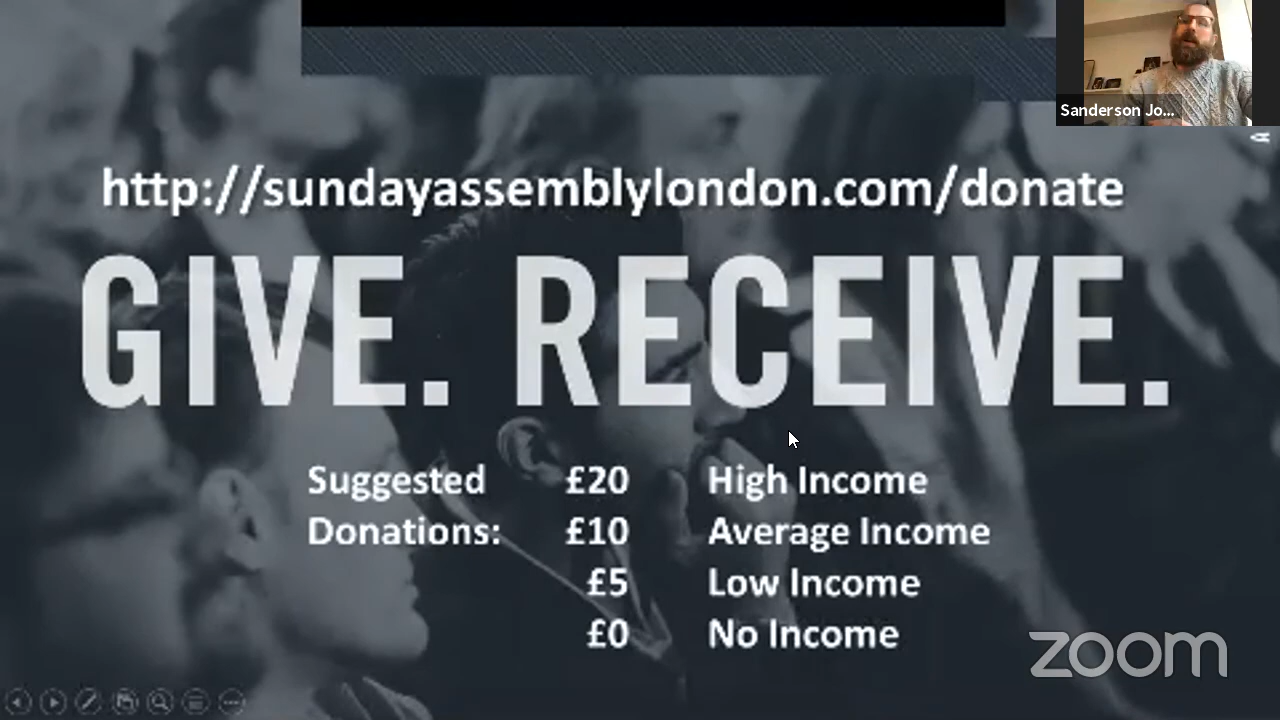 Sanderson Jo...
http://sundayassemblylondon.com/donate
GIVE. RECEIVE.
Suggested £20 High Income
Donations: £10 Average Income
£5 Low Income
£0 No Income
zoom